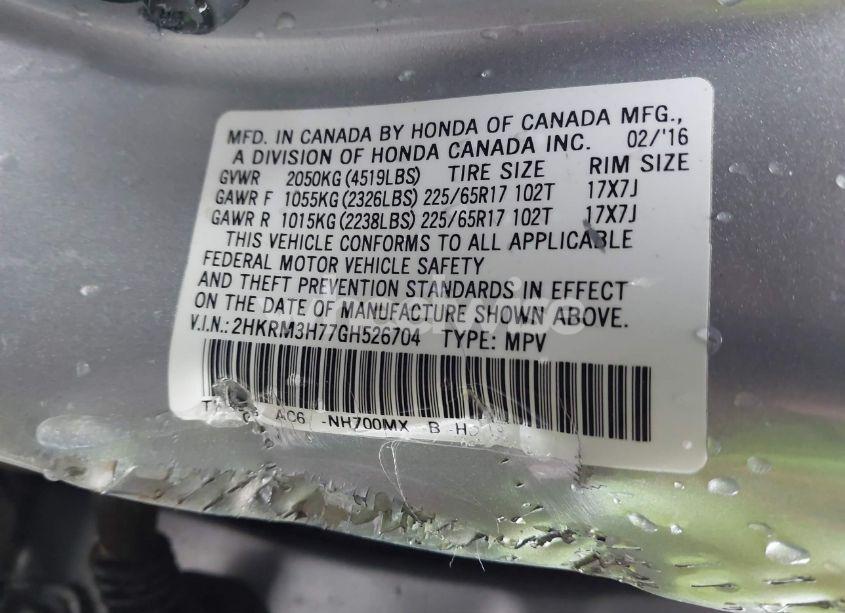 MFD. IN CANADA BY HONDA OF CANADA MFG.,
A DIVISION OF HONDA CANADA INC. 02/'16
GVWR 2050KG(4519LBS) TIRE SIZE RIM SIZE
GAWR F 1055KG(2326LBS) 225/65R17 102T 17X7J
GAWR R 1015KG(2238LBS) 225/65R17 102T 17X7J
THIS VEHICLE CONFORMS TO ALL APPLICABLE
FEDERAL MOTOR VEHICLE SAFETY
AND THEFT PREVENTION STANDARDS IN EFFECT
ON THE DATE OF MANUFACTURE SHOWN ABOVE.
V.I.N.: 2HKRM3H77GH526704 TYPE: MPV
AC6 -NH700MX B